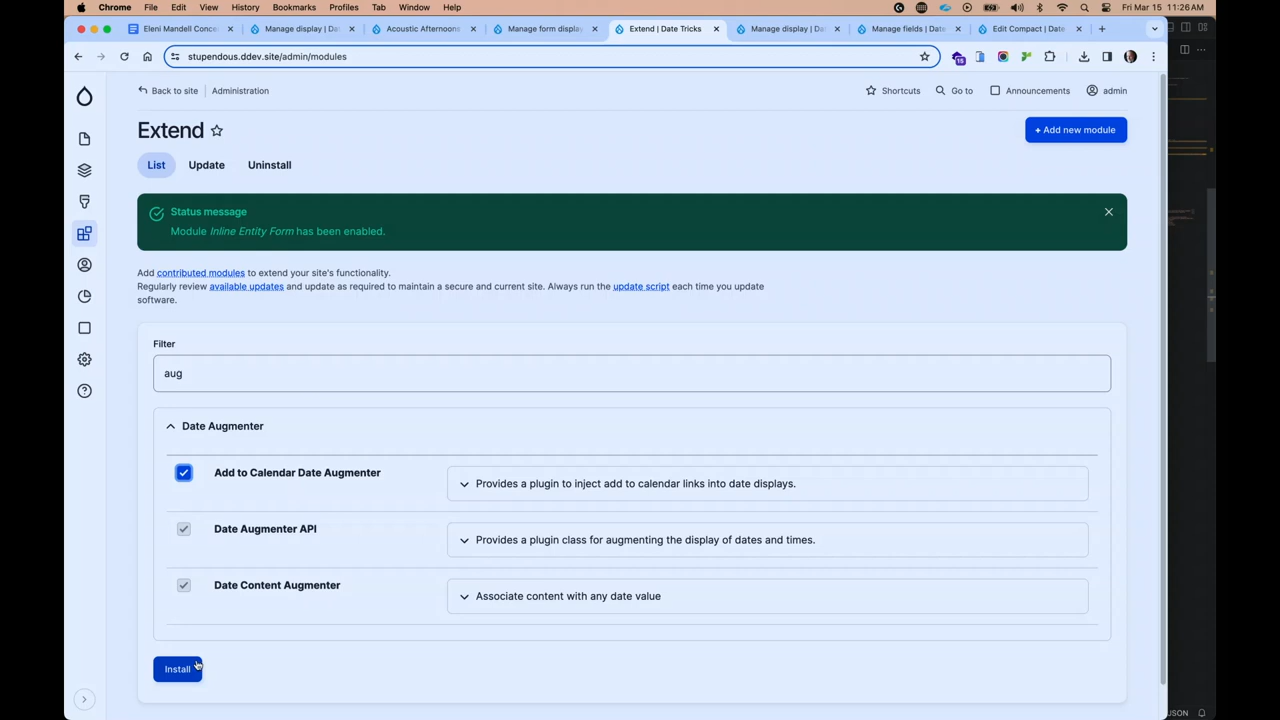 Chrome File Edit View History Bookmarks Profiles Tab Window Help
Fri Mar 15 11:26 AM
Eleni Mandell Conce
Manage display | Da
Acoustic Afternoons
Manage form display
Extend | Date Tricks
Manage display | Da
Manage fields | Date
Edit Compact | Date
stupendous.ddev.site/admin/modules
15
Back to site
Administration
Shortcuts
Go to
Announcements
admin
Extend
+ Add new module
List
Update
Uninstall
Status message
Module Inline Entity Form has been enabled.
Add contributed modules to extend your site's functionality.
Regularly review available updates and update as required to maintain a secure and current site. Always run the update script each time you update
software.
Filter
aug
Date Augmenter
Add to Calendar Date Augmenter
Provides a plugin to inject add to calendar links into date displays.
Date Augmenter API
Provides a plugin class for augmenting the display of dates and times.
Date Content Augmenter
Associate content with any date value
Install
JSON